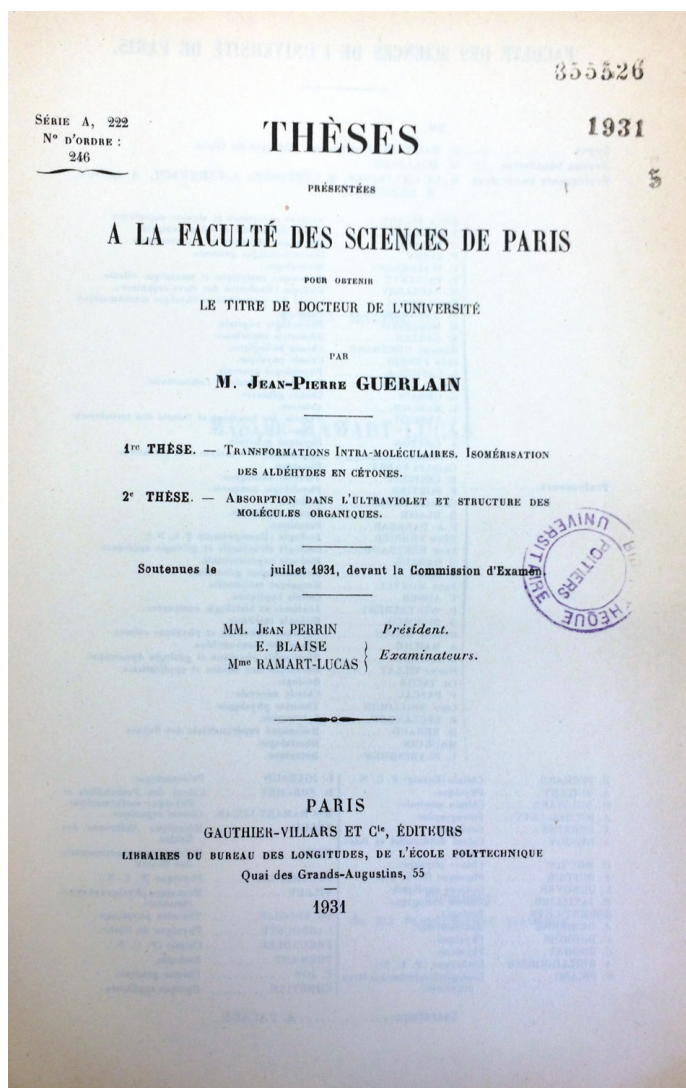 355526
SÉRIE A, 222
N° D'ORDRE :
246
1931
5
THÈSES
PRÉSENTÉES
A LA FACULTÉ DES SCIENCES DE PARIS
POUR OBTENIR
LE TITRE DE DOCTEUR DE L'UNIVERSITÉ
PAR
M. JEAN-PIERRE GUERLAIN
1re THÈSE. — TRANSFORMATIONS INTRA-MOLÉCULAIRES. ISOMÉRISATION
DES ALDÉHYDES EN CÉTONES.
2e THÈSE. — ABSORPTION DANS L'ULTRAVIOLET ET STRUCTURE DES
MOLÉCULES ORGANIQUES.
Soutenues le juillet 1931, devant la Commission d'Examen.
UNIVERSITAIRE
POITIERS
MM. JEAN PERRIN Président.
E. BLAISE
Mme RAMART-LUCAS
Examinateurs.
PARIS
GAUTHIER-VILLARS ET Cie, ÉDITEURS
LIBRAIRES DU BUREAU DES LONGITUDES, DE L'ÉCOLE POLYTECHNIQUE
Quai des Grands-Augustins, 55
1931